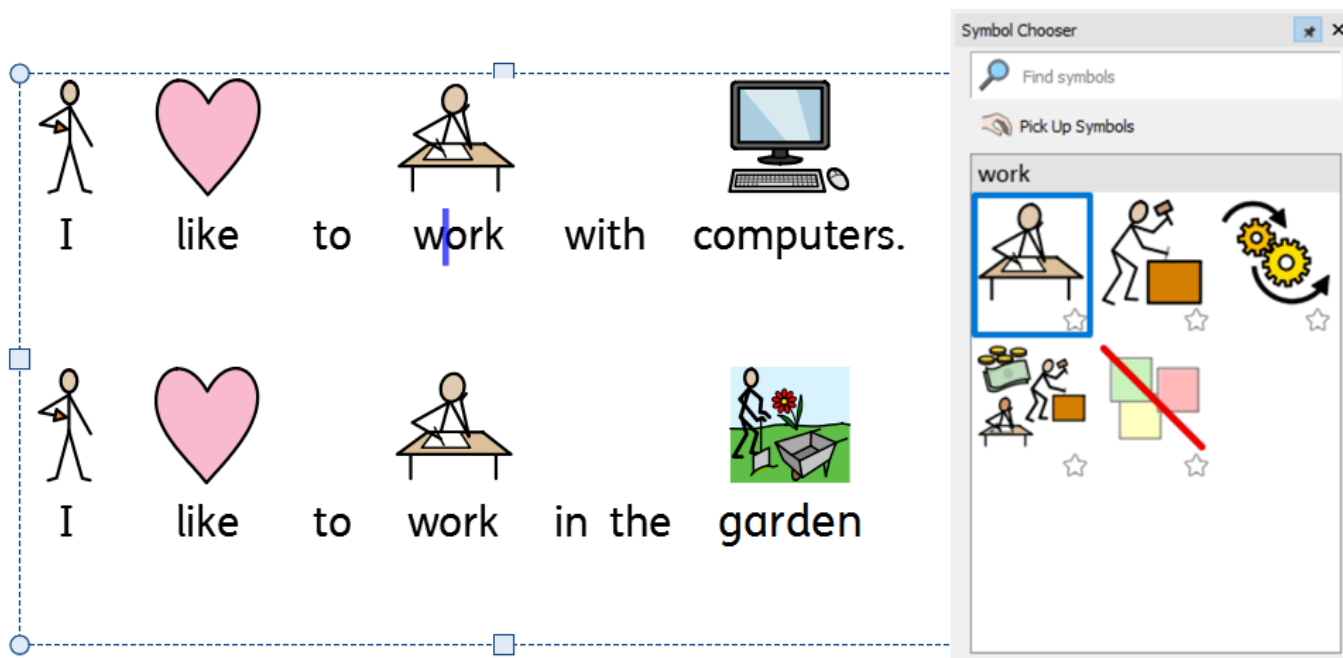 I like to work with computers.
I like to work in the garden
Symbol Chooser
Find symbols
Pick Up Symbols
work